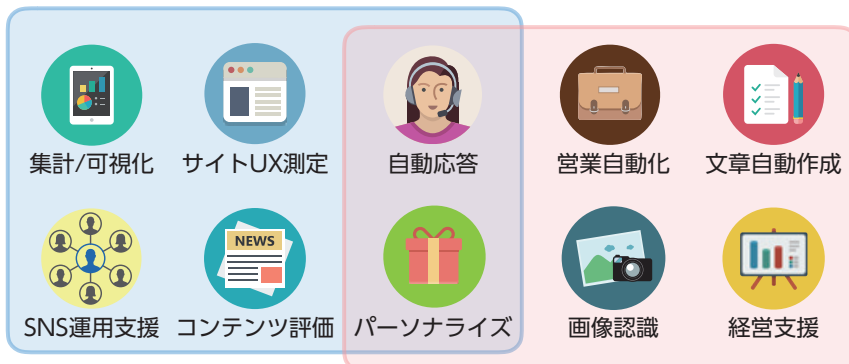 集計/可視化
サイトUX測定
自動応答
営業自動化
文章自動作成
NEWS
SNS運用支援
コンテンツ評価
パーソナライズ
画像認識
経営支援